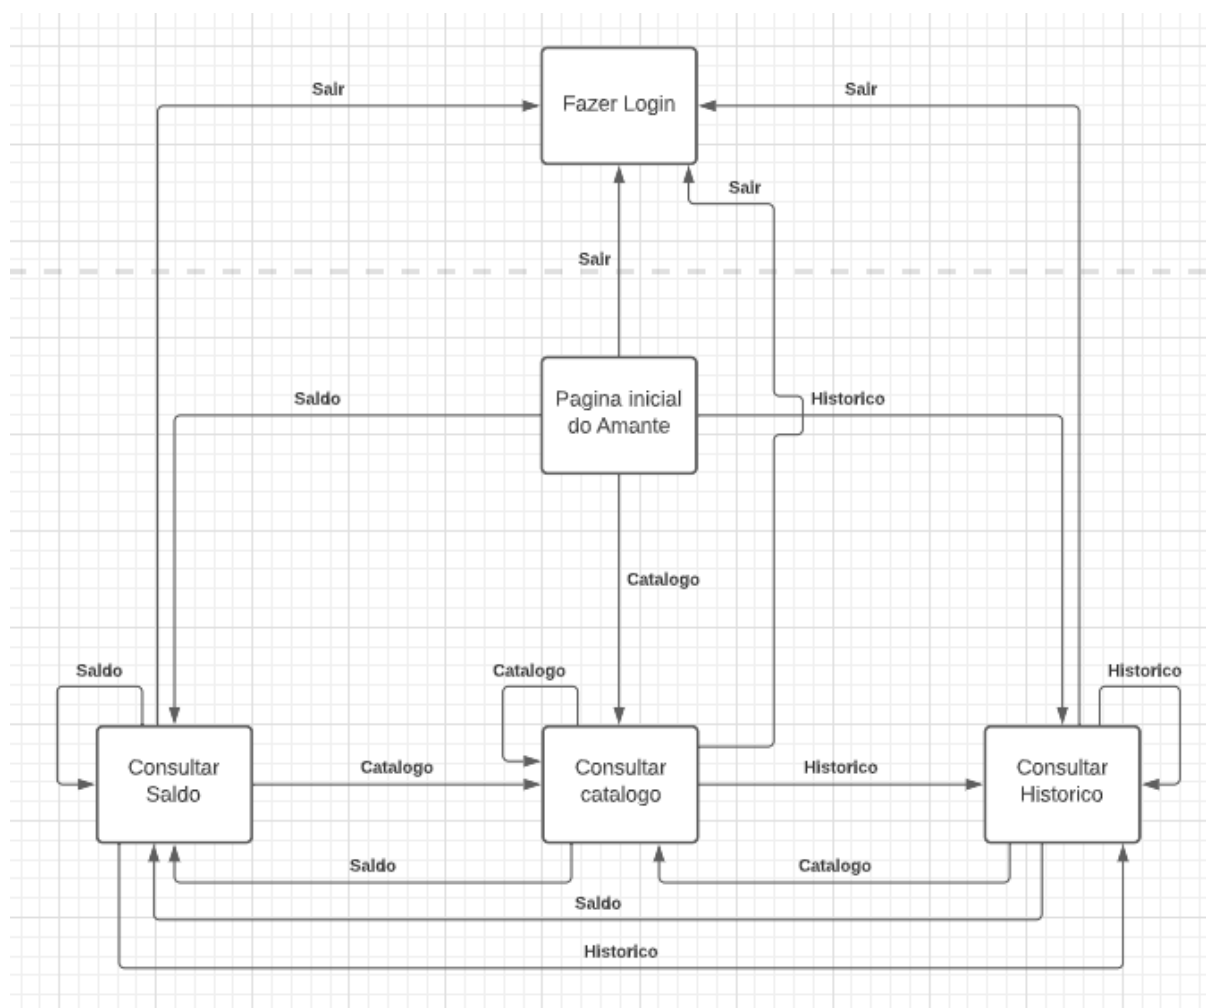 Sair
Sair
Fazer Login
Sair
Sair
Saldo
Pagina inicial
do Amante
Historico
Catalogo
Saldo
Catalogo
Historico
Consultar
Saldo
Catalogo
Consultar
catalogo
Historico
Consultar
Historico
Saldo
Catalogo
Saldo
Historico